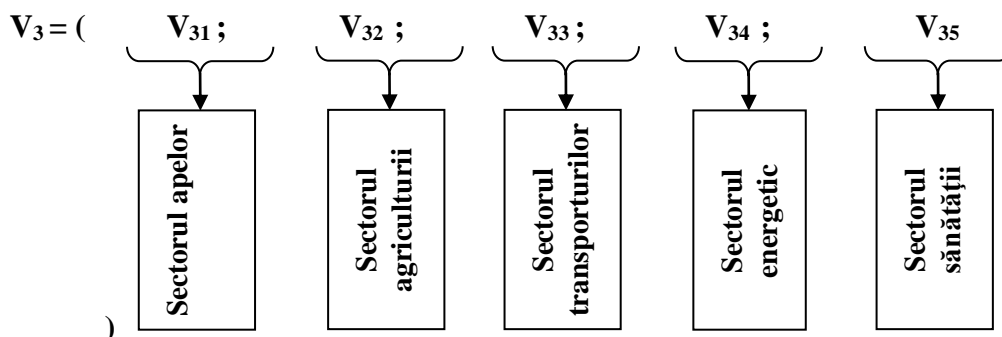 V₃ = ( V₃₁ ; V₃₂ ; V₃₃ ; V₃₄ ; V₃₅
Sectorul apelor
Sectorul
agriculturii
Sectorul
transporturilor
Sectorul
energetic
Sectorul
sănătăţii
)